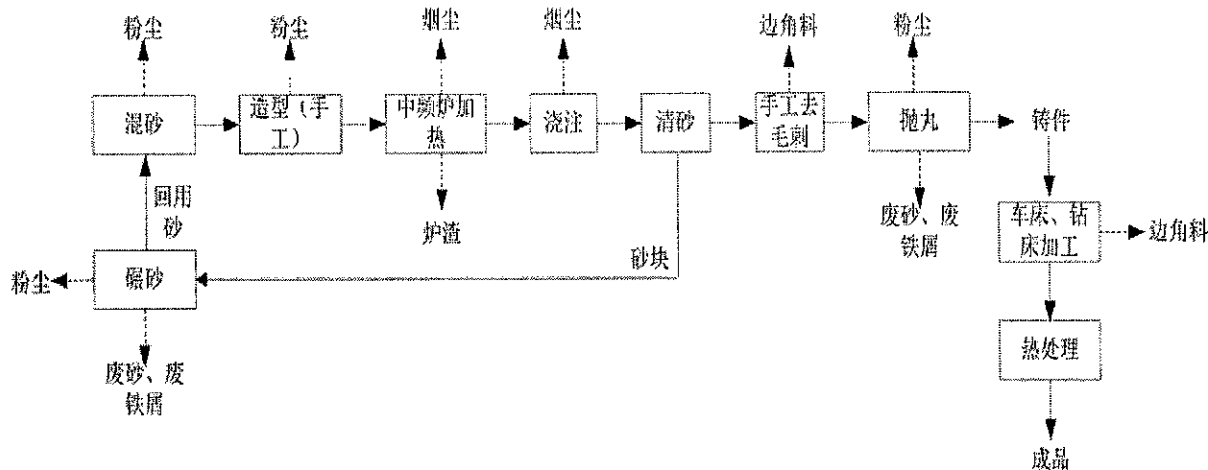 粉尘
粉尘
烟尘
烟尘
边角料
粉尘
混砂
造型（手
工）
中频炉加
热
浇注
清砂
手工去
毛刺
抛丸
铸件
回用
砂
炉渣
废砂、废
铁屑
车床、钻
床加工
边角料
粉尘
碾砂
砂块
热处理
废砂、废
铁屑
成品